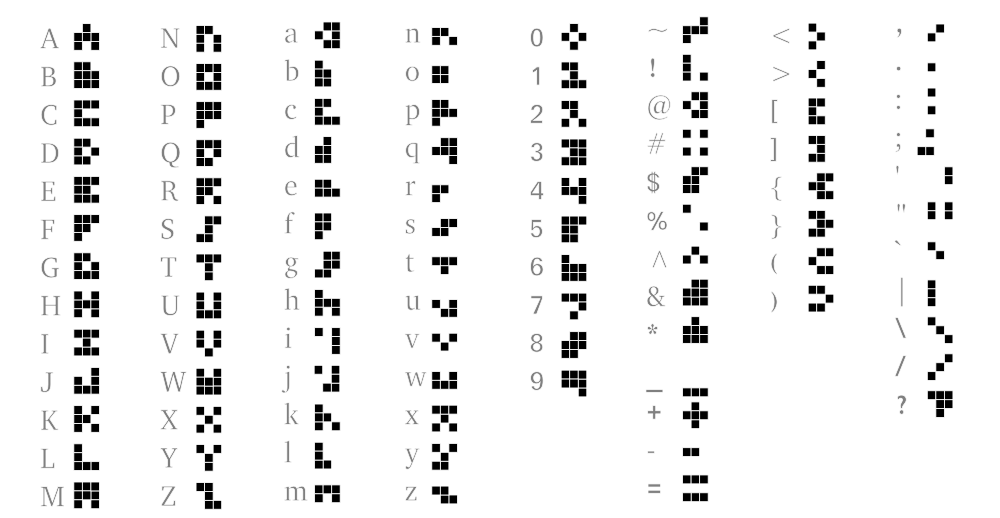 A N a n 0 ~ < ,
B O b o 1 ! > .
C P c p 2 @ [ :
D Q d q 3 # ] ;
E R e r 4 $ { '
F S f s 5 % } "
G T g t 6 ^ ( `
H U h u 7 & ) |
I V i v 8 * \
J W j w 9 _ /
K X k x + ?
L Y l y -
M Z m z =